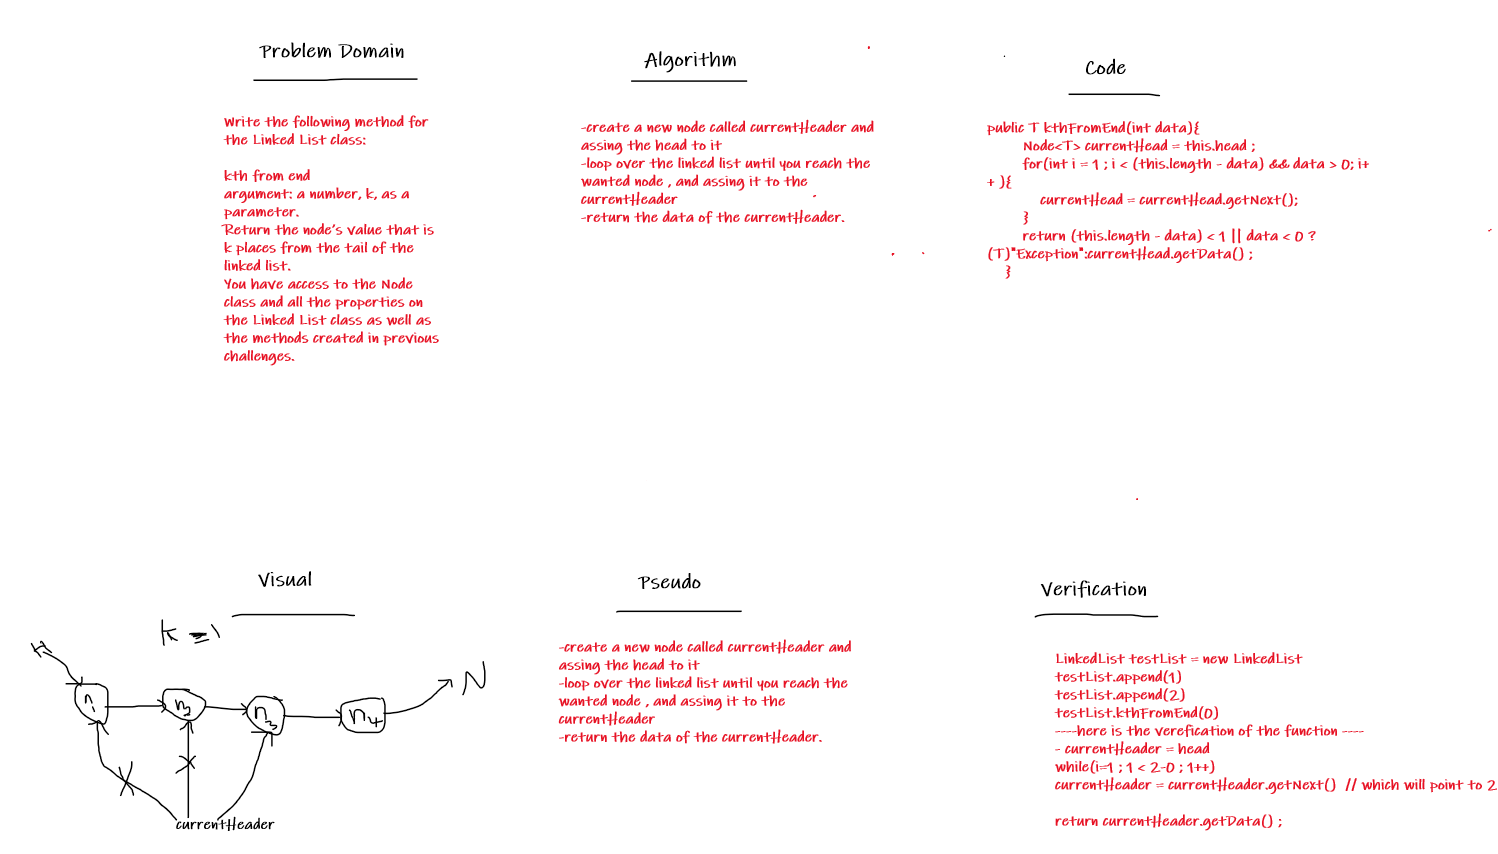 Problem Domain
Write the following method for
the Linked List class:
kth from end
argument: a number, k, as a
parameter.
Return the node's value that is
k places from the tail of the
linked list.
You have access to the Node
class and all the properties on
the Linked List class as well as
the methods created in previous
challenges.
Algorithm
-create a new node called currentHeader and
assing the head to it
-loop over the linked list until you reach the
wanted node , and assing it to the
currentHeader
-return the data of the currentHeader.
Code
public T kthFromEnd(int data){
Node<T> currentHead = this.head ;
for(int i = 1 ; i < (this.length - data) && data > 0; i+
+ ){
currentHead = currentHead.getNext();
}
return (this.length - data) < 1 || data < 0 ?
(T)"Exception":currentHead.getData() ;
}
Visual
k = 1
H
n1
n2
n3
n4
N
currentHeader
Pseudo
-create a new node called currentHeader and
assing the head to it
-loop over the linked list until you reach the
wanted node , and assing it to the
currentHeader
-return the data of the currentHeader.
Verification
LinkedList testList = new LinkedList
testList.append(1)
testList.append(2)
testList.kthFromEnd(0)
----here is the verefication of the function ----
- currentHeader = head
while(i=1 ; 1 < 2-0 ; 1++)
currentHeader = currentHeader.getNext() // which will point to 2
return currentHeader.getData() ;